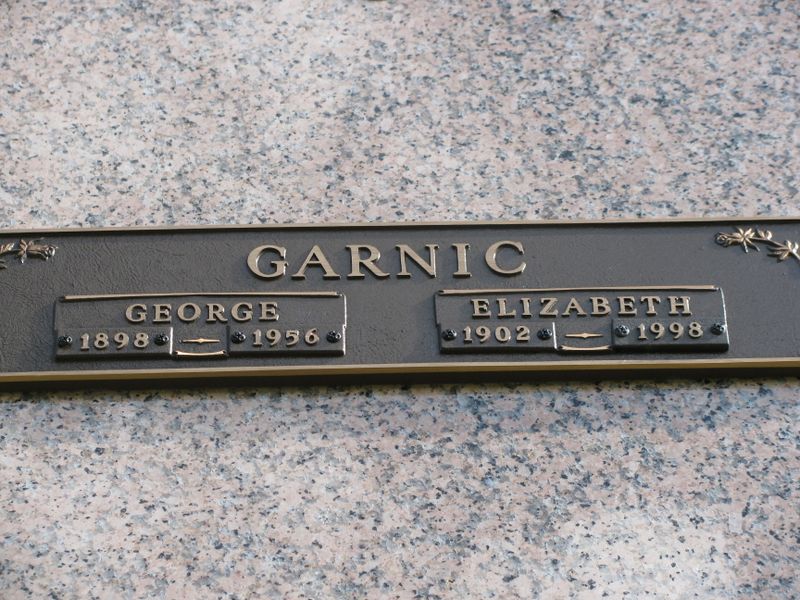 GARNIC
GEORGE
1898 1956
ELIZABETH
1902 1998